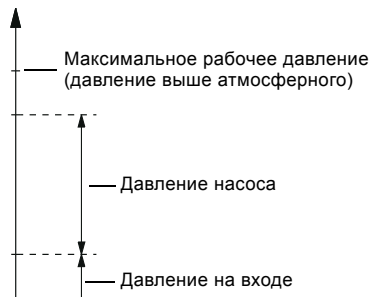 Максимальное рабочее давление
(давление выше атмосферного)
Давление насоса
Давление на входе